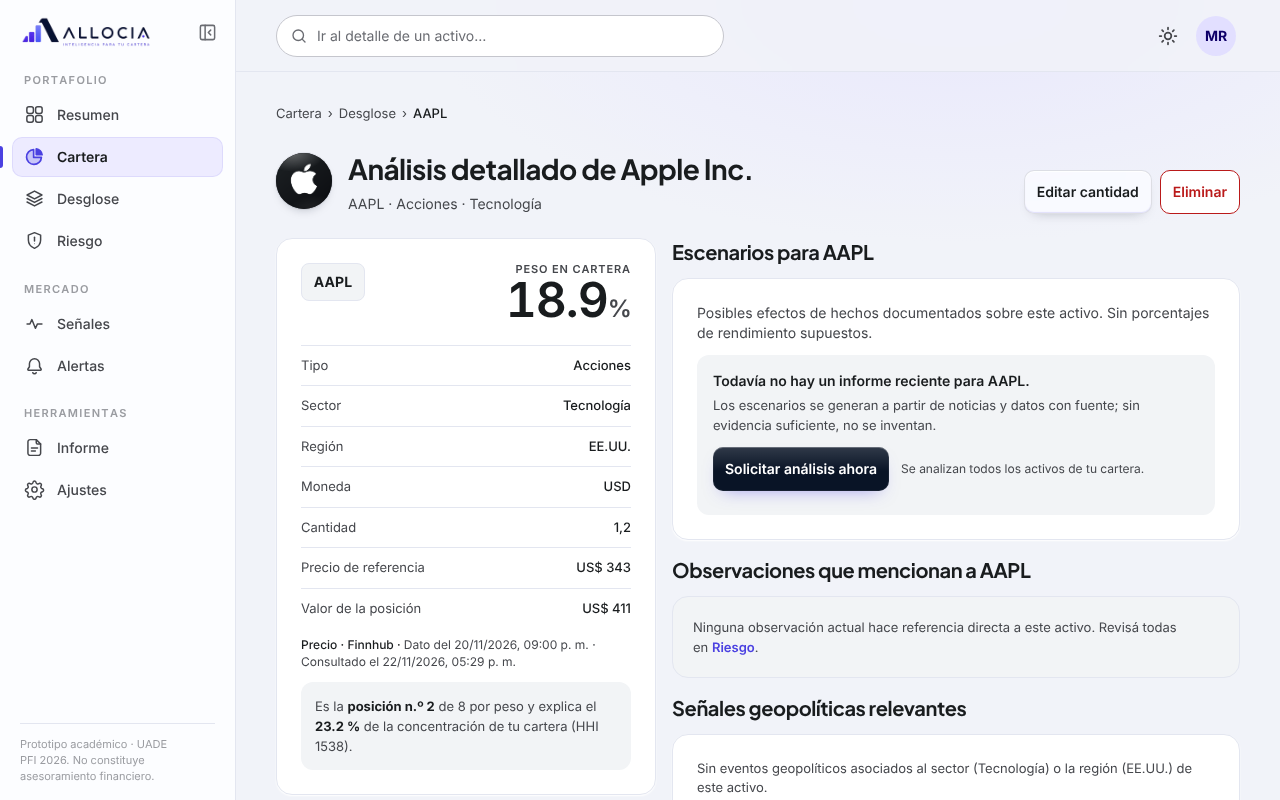 ALLOCIA
INTELIGENCIA PARA TU CARTERA
PORTAFOLIO
Resumen
Cartera
Desglose
Riesgo
MERCADO
Señales
Alertas
HERRAMIENTAS
Informe
Ajustes
Prototipo académico · UADE
PFI 2026. No constituye
asesoramiento financiero.
Ir al detalle de un activo...
MR
Cartera › Desglose › AAPL
Análisis detallado de Apple Inc.
AAPL · Acciones · Tecnología
Editar cantidad
Eliminar
AAPL
PESO EN CARTERA
18.9%
Tipo Acciones
Sector Tecnología
Región EE.UU.
Moneda USD
Cantidad 1,2
Precio de referencia US$ 343
Valor de la posición US$ 411
Precio · Finnhub · Dato del 20/11/2026, 09:00 p. m. ·
Consultado el 22/11/2026, 05:29 p. m.
Es la posición n.º 2 de 8 por peso y explica el
23.2 % de la concentración de tu cartera (HHI
1538).
Escenarios para AAPL
Posibles efectos de hechos documentados sobre este activo. Sin porcentajes
de rendimiento supuestos.
Todavía no hay un informe reciente para AAPL.
Los escenarios se generan a partir de noticias y datos con fuente; sin
evidencia suficiente, no se inventan.
Solicitar análisis ahora
Se analizan todos los activos de tu cartera.
Observaciones que mencionan a AAPL
Ninguna observación actual hace referencia directa a este activo. Revisá todas
en Riesgo.
Señales geopolíticas relevantes
Sin eventos geopolíticos asociados al sector (Tecnología) o la región (EE.UU.) de
este activo.